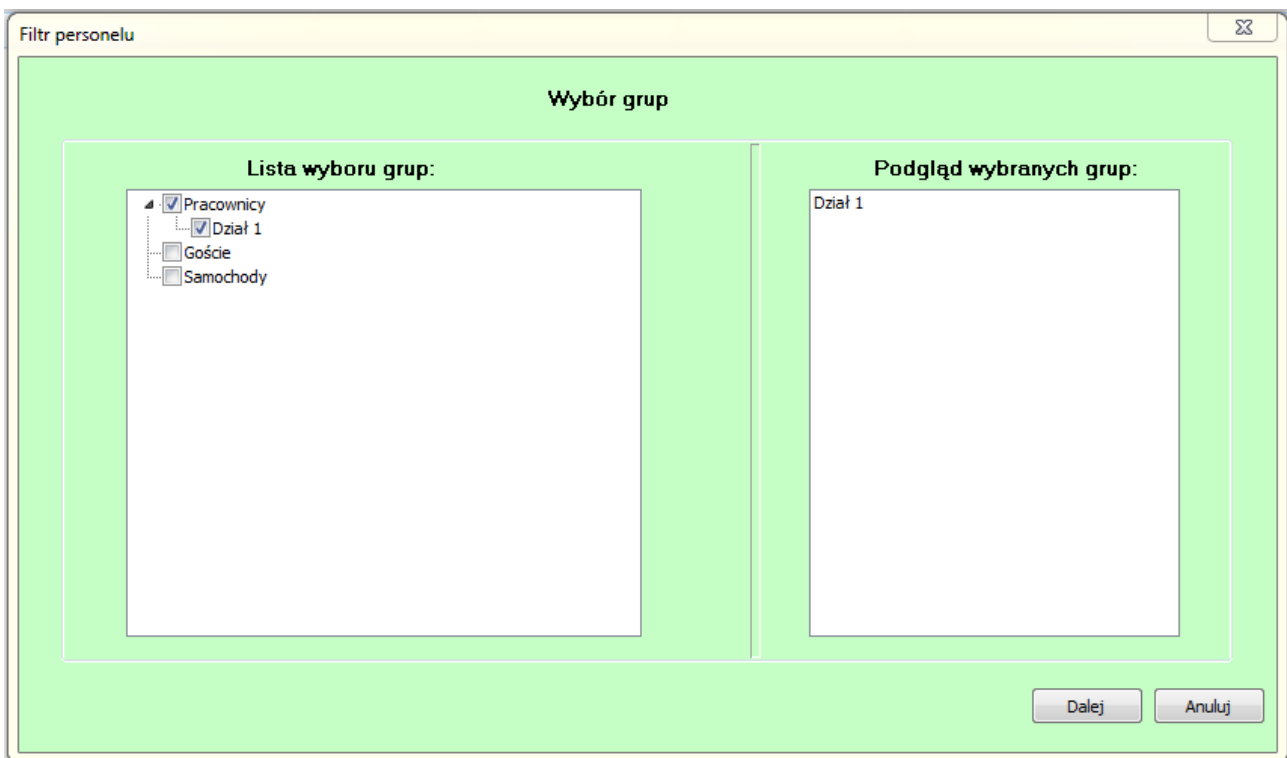 Filtr personelu
Wybór grup
Lista wyboru grup:
Pracownicy
Dział 1
Goście
Samochody
Podgląd wybranych grup:
Dział 1
Dalej
Anuluj